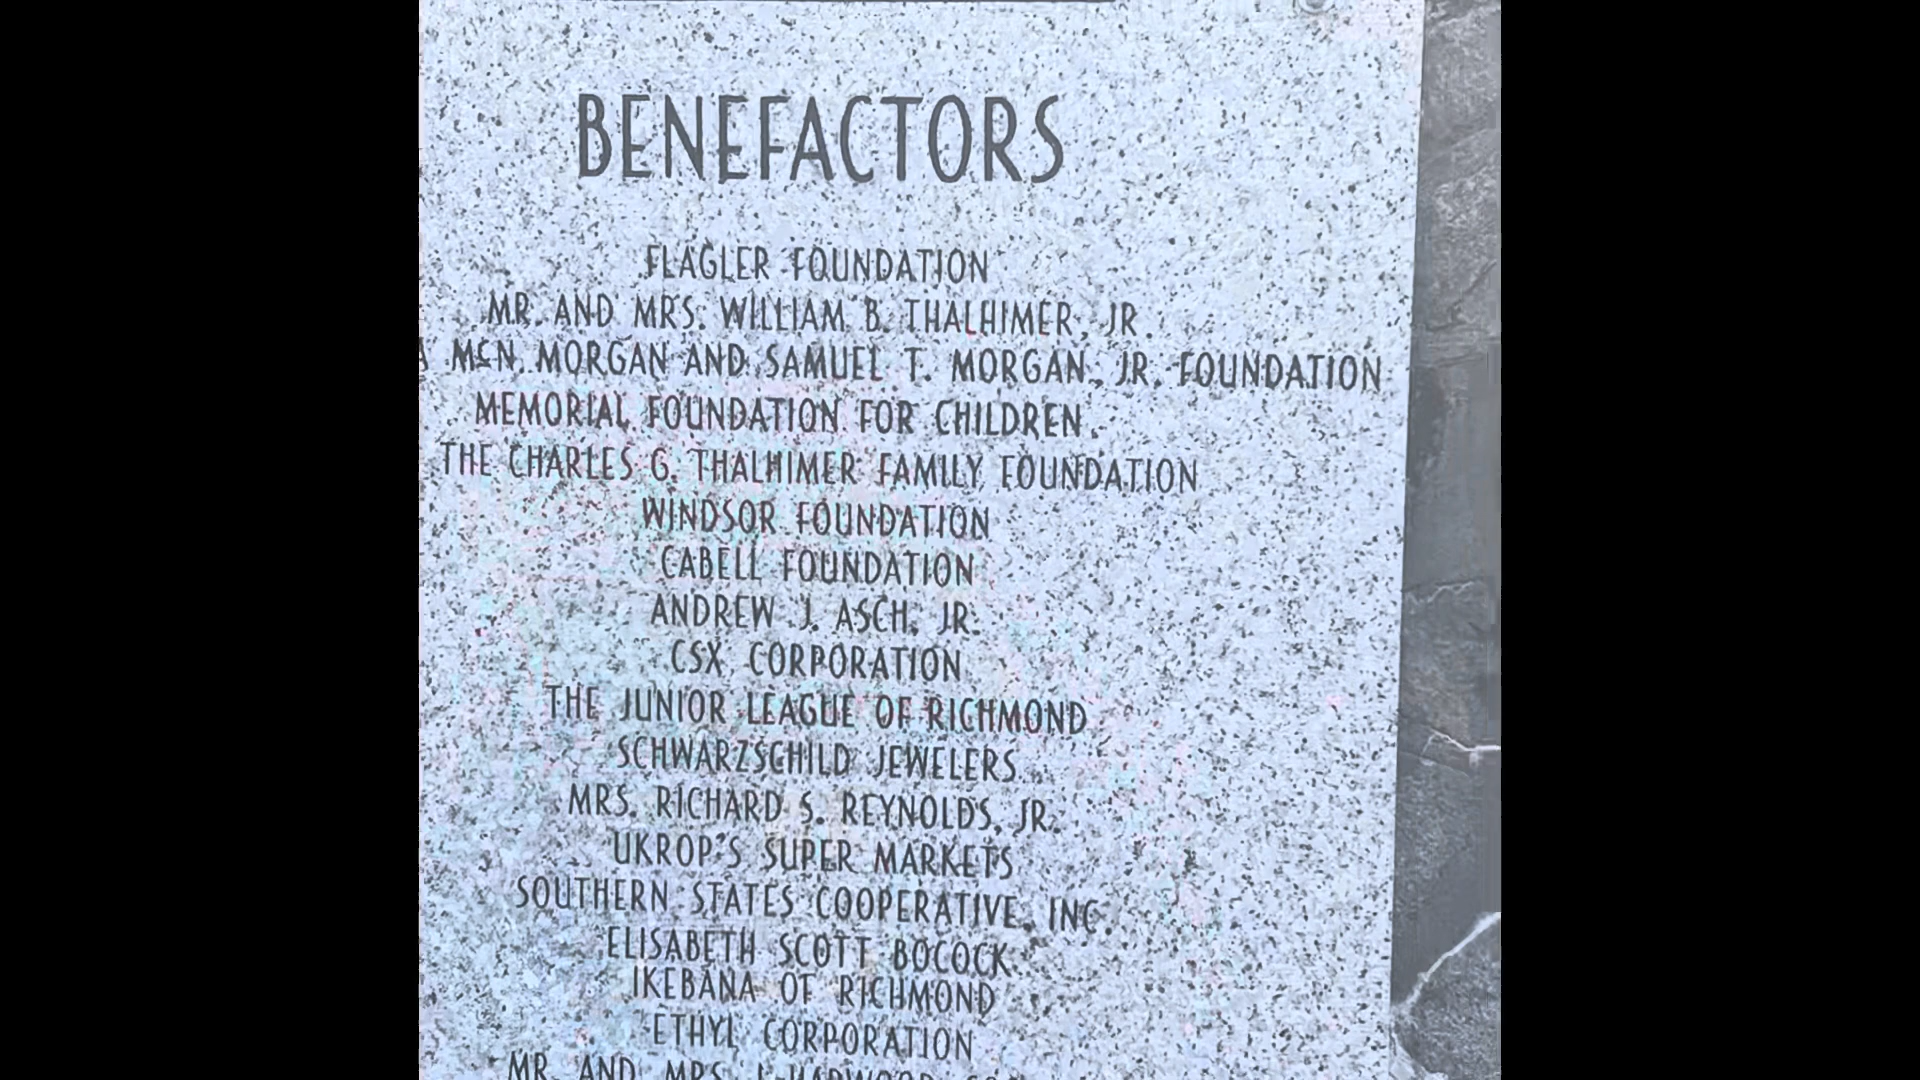 BENEFACTORS
FLAGLER FOUNDATION
MR. AND MRS. WILLIAM B. THALHIMER, JR.
McN. MORGAN AND SAMUEL T. MORGAN, JR. FOUNDATION
MEMORIAL FOUNDATION FOR CHILDREN
THE CHARLES G. THALHIMER FAMILY FOUNDATION
WINDSOR FOUNDATION
CABELL FOUNDATION
ANDREW J. ASCH, JR.
CSX CORPORATION
THE JUNIOR LEAGUE OF RICHMOND
SCHWARZSCHILD JEWELERS
MRS. RICHARD S. REYNOLDS, JR.
UKROP'S SUPER MARKETS
SOUTHERN STATES COOPERATIVE, INC.
ELISABETH SCOTT BOCOCK
IKEBANA OF RICHMOND
ETHYL CORPORATION
MR. AND MRS. J. HARWOOD